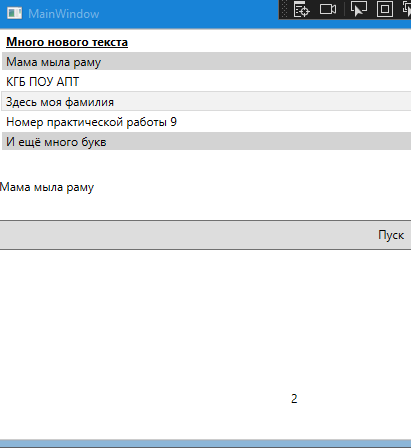 MainWindow
Много нового текста
Мама мыла раму
КГБ ПОУ АПТ
Здесь моя фамилия
Номер практической работы 9
И ещё много букв
Мама мыла раму
Пуск
2